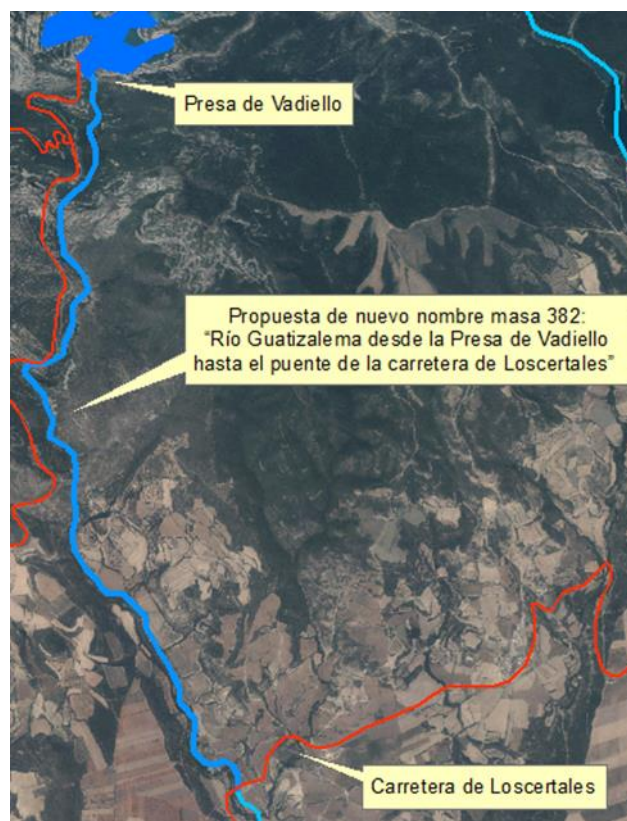 Presa de Vadiello
Propuesta de nuevo nombre masa 382:
“Río Guatizalema desde la Presa de Vadiello
hasta el puente de la carretera de Loscertales”
Carretera de Loscertales